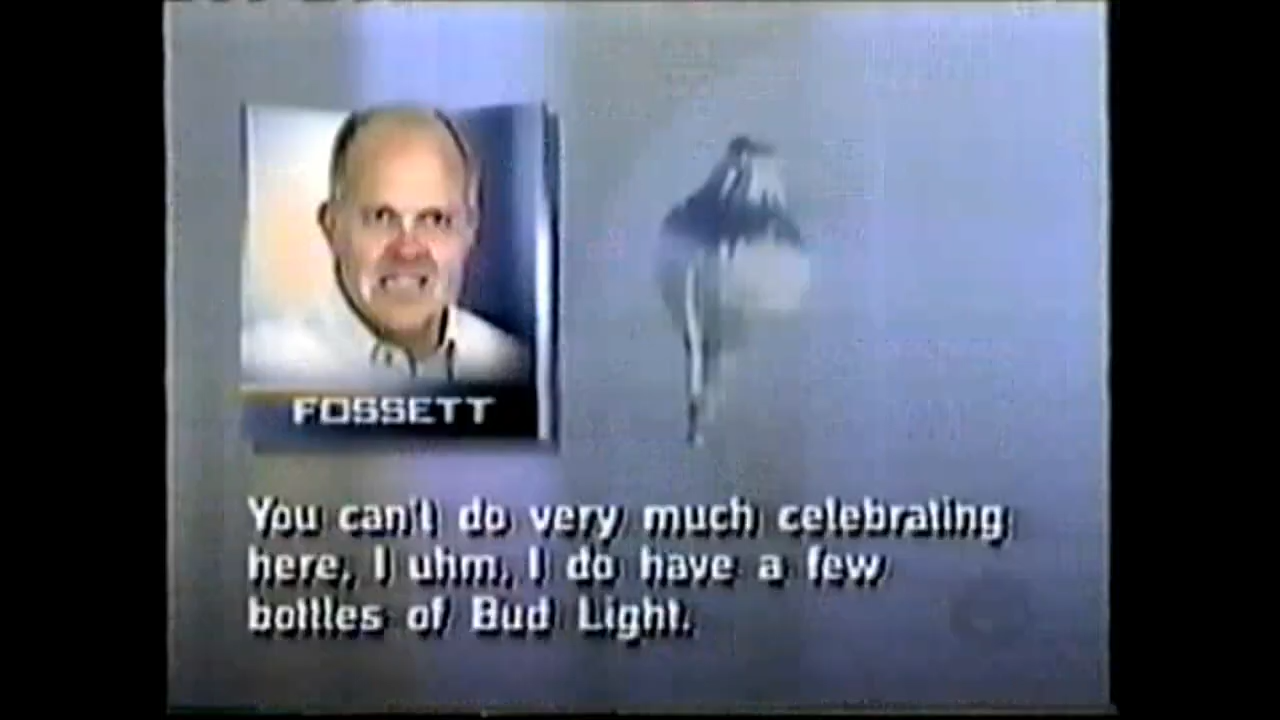 FOSSETT
You can't do very much celebrating
here, I uhm, I do have a few
bottles of Bud Light.